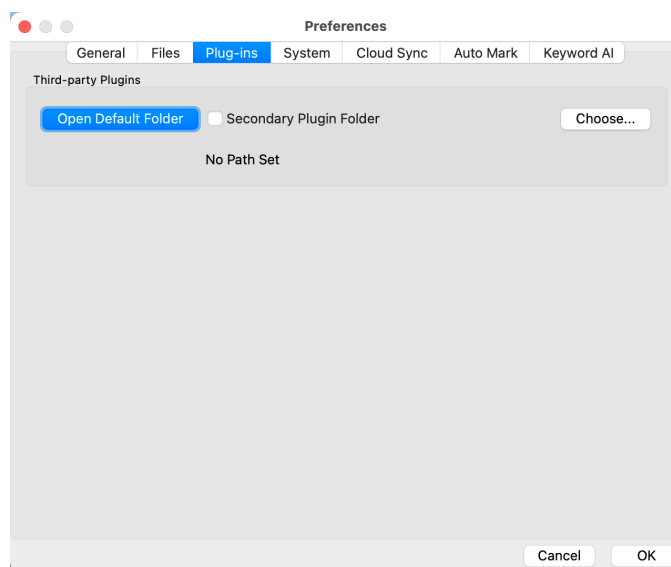 Preferences
General Files Plug-ins System Cloud Sync Auto Mark Keyword AI
Third-party Plugins
Open Default Folder Secondary Plugin Folder Choose...
No Path Set
Cancel OK